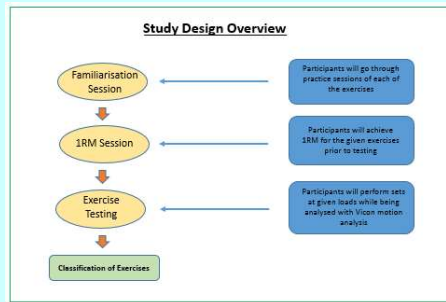 Study Design Overview
Familiarisation
Session
Participants will go through
practice sessions of each of
the exercises
1RM Session
Participants will achieve
1RM for the given exercises
prior to testing
Exercise
Testing
Participants will perform sets
at given loads while being
analysed with Vicon motion
analysis
Classification of Exercises